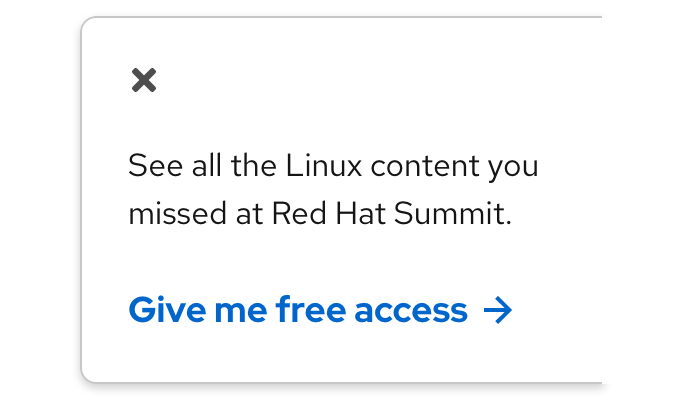 See all the Linux content you
missed at Red Hat Summit.
Give me free access →